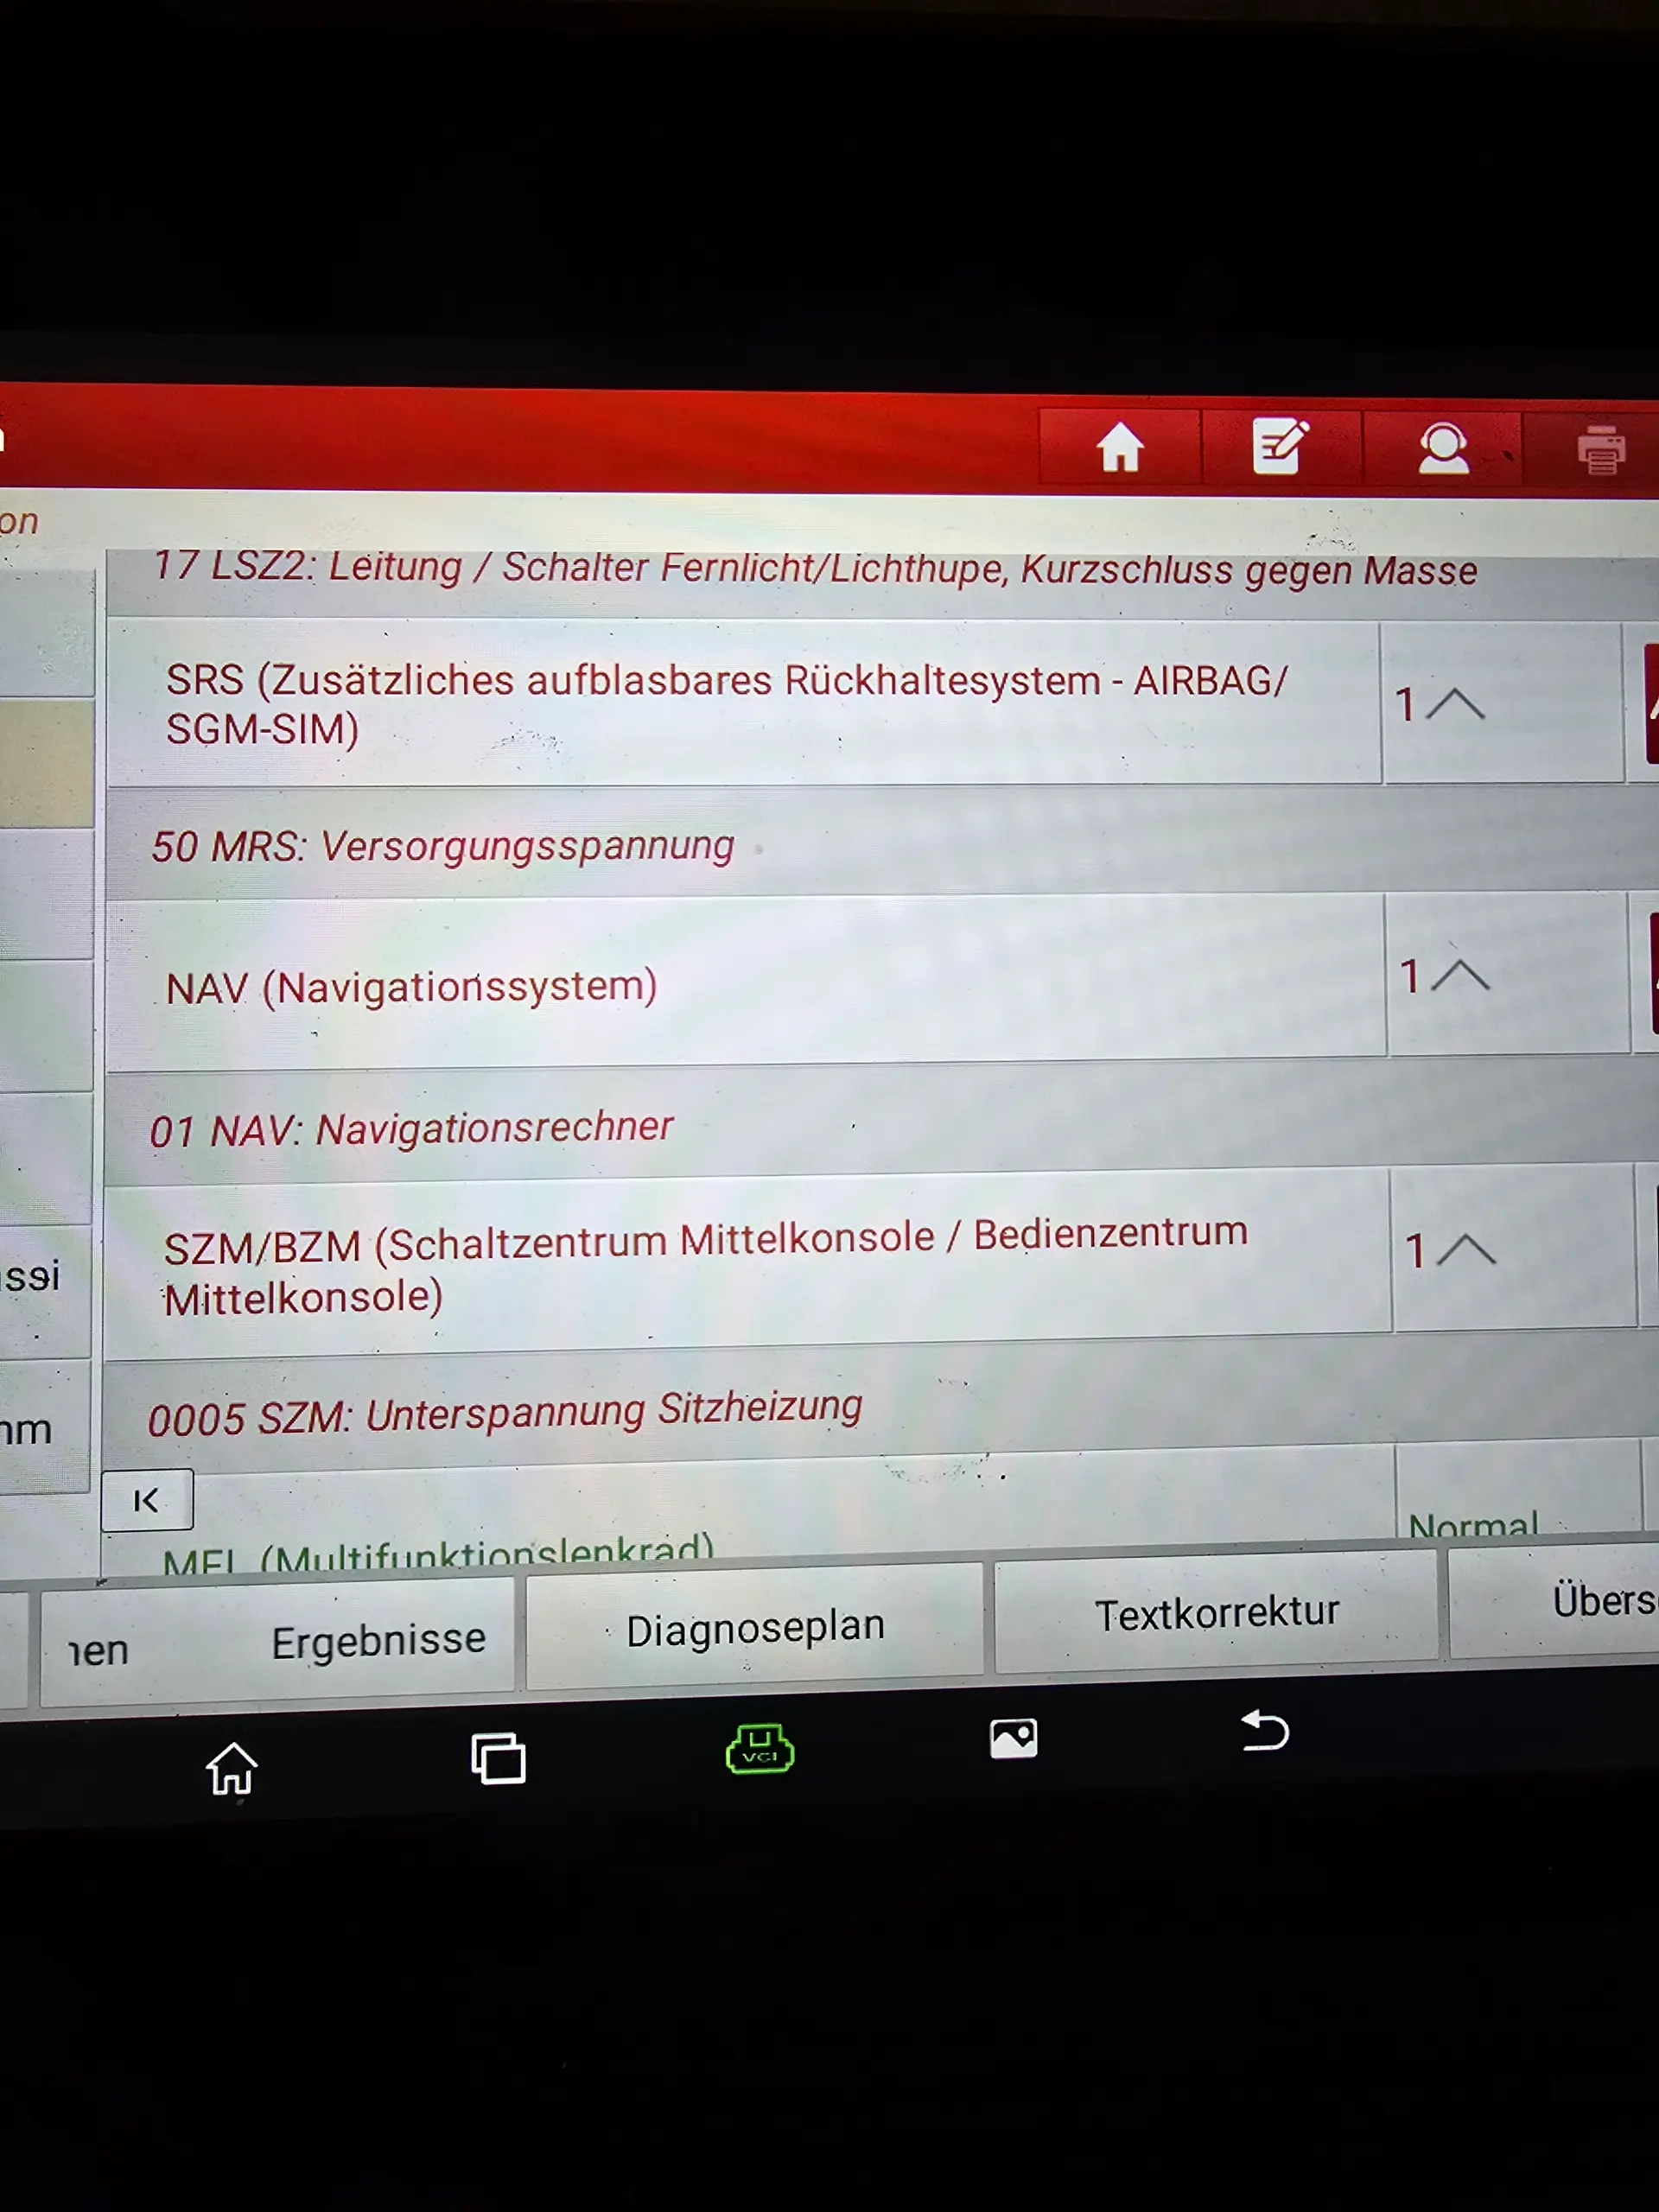 on
17 LSZ2: Leitung / Schalter Fernlicht/Lichthupe, Kurzschluss gegen Masse
SRS (Zusätzliches aufblasbares Rückhaltesystem - AIRBAG/
SGM-SIM)
1
50 MRS: Versorgungsspannung
NAV (Navigationssystem)
1
01 NAV: Navigationsrechner
SZM/BZM (Schaltzentrum Mittelkonsole / Bedienzentrum
Mittelkonsole)
1
ssi
0005 SZM: Unterspannung Sitzheizung
MFL (Multifunktionslenkrad)
Normal
Ergebnisse
Diagnoseplan
Textkorrektur
Übers
VCI